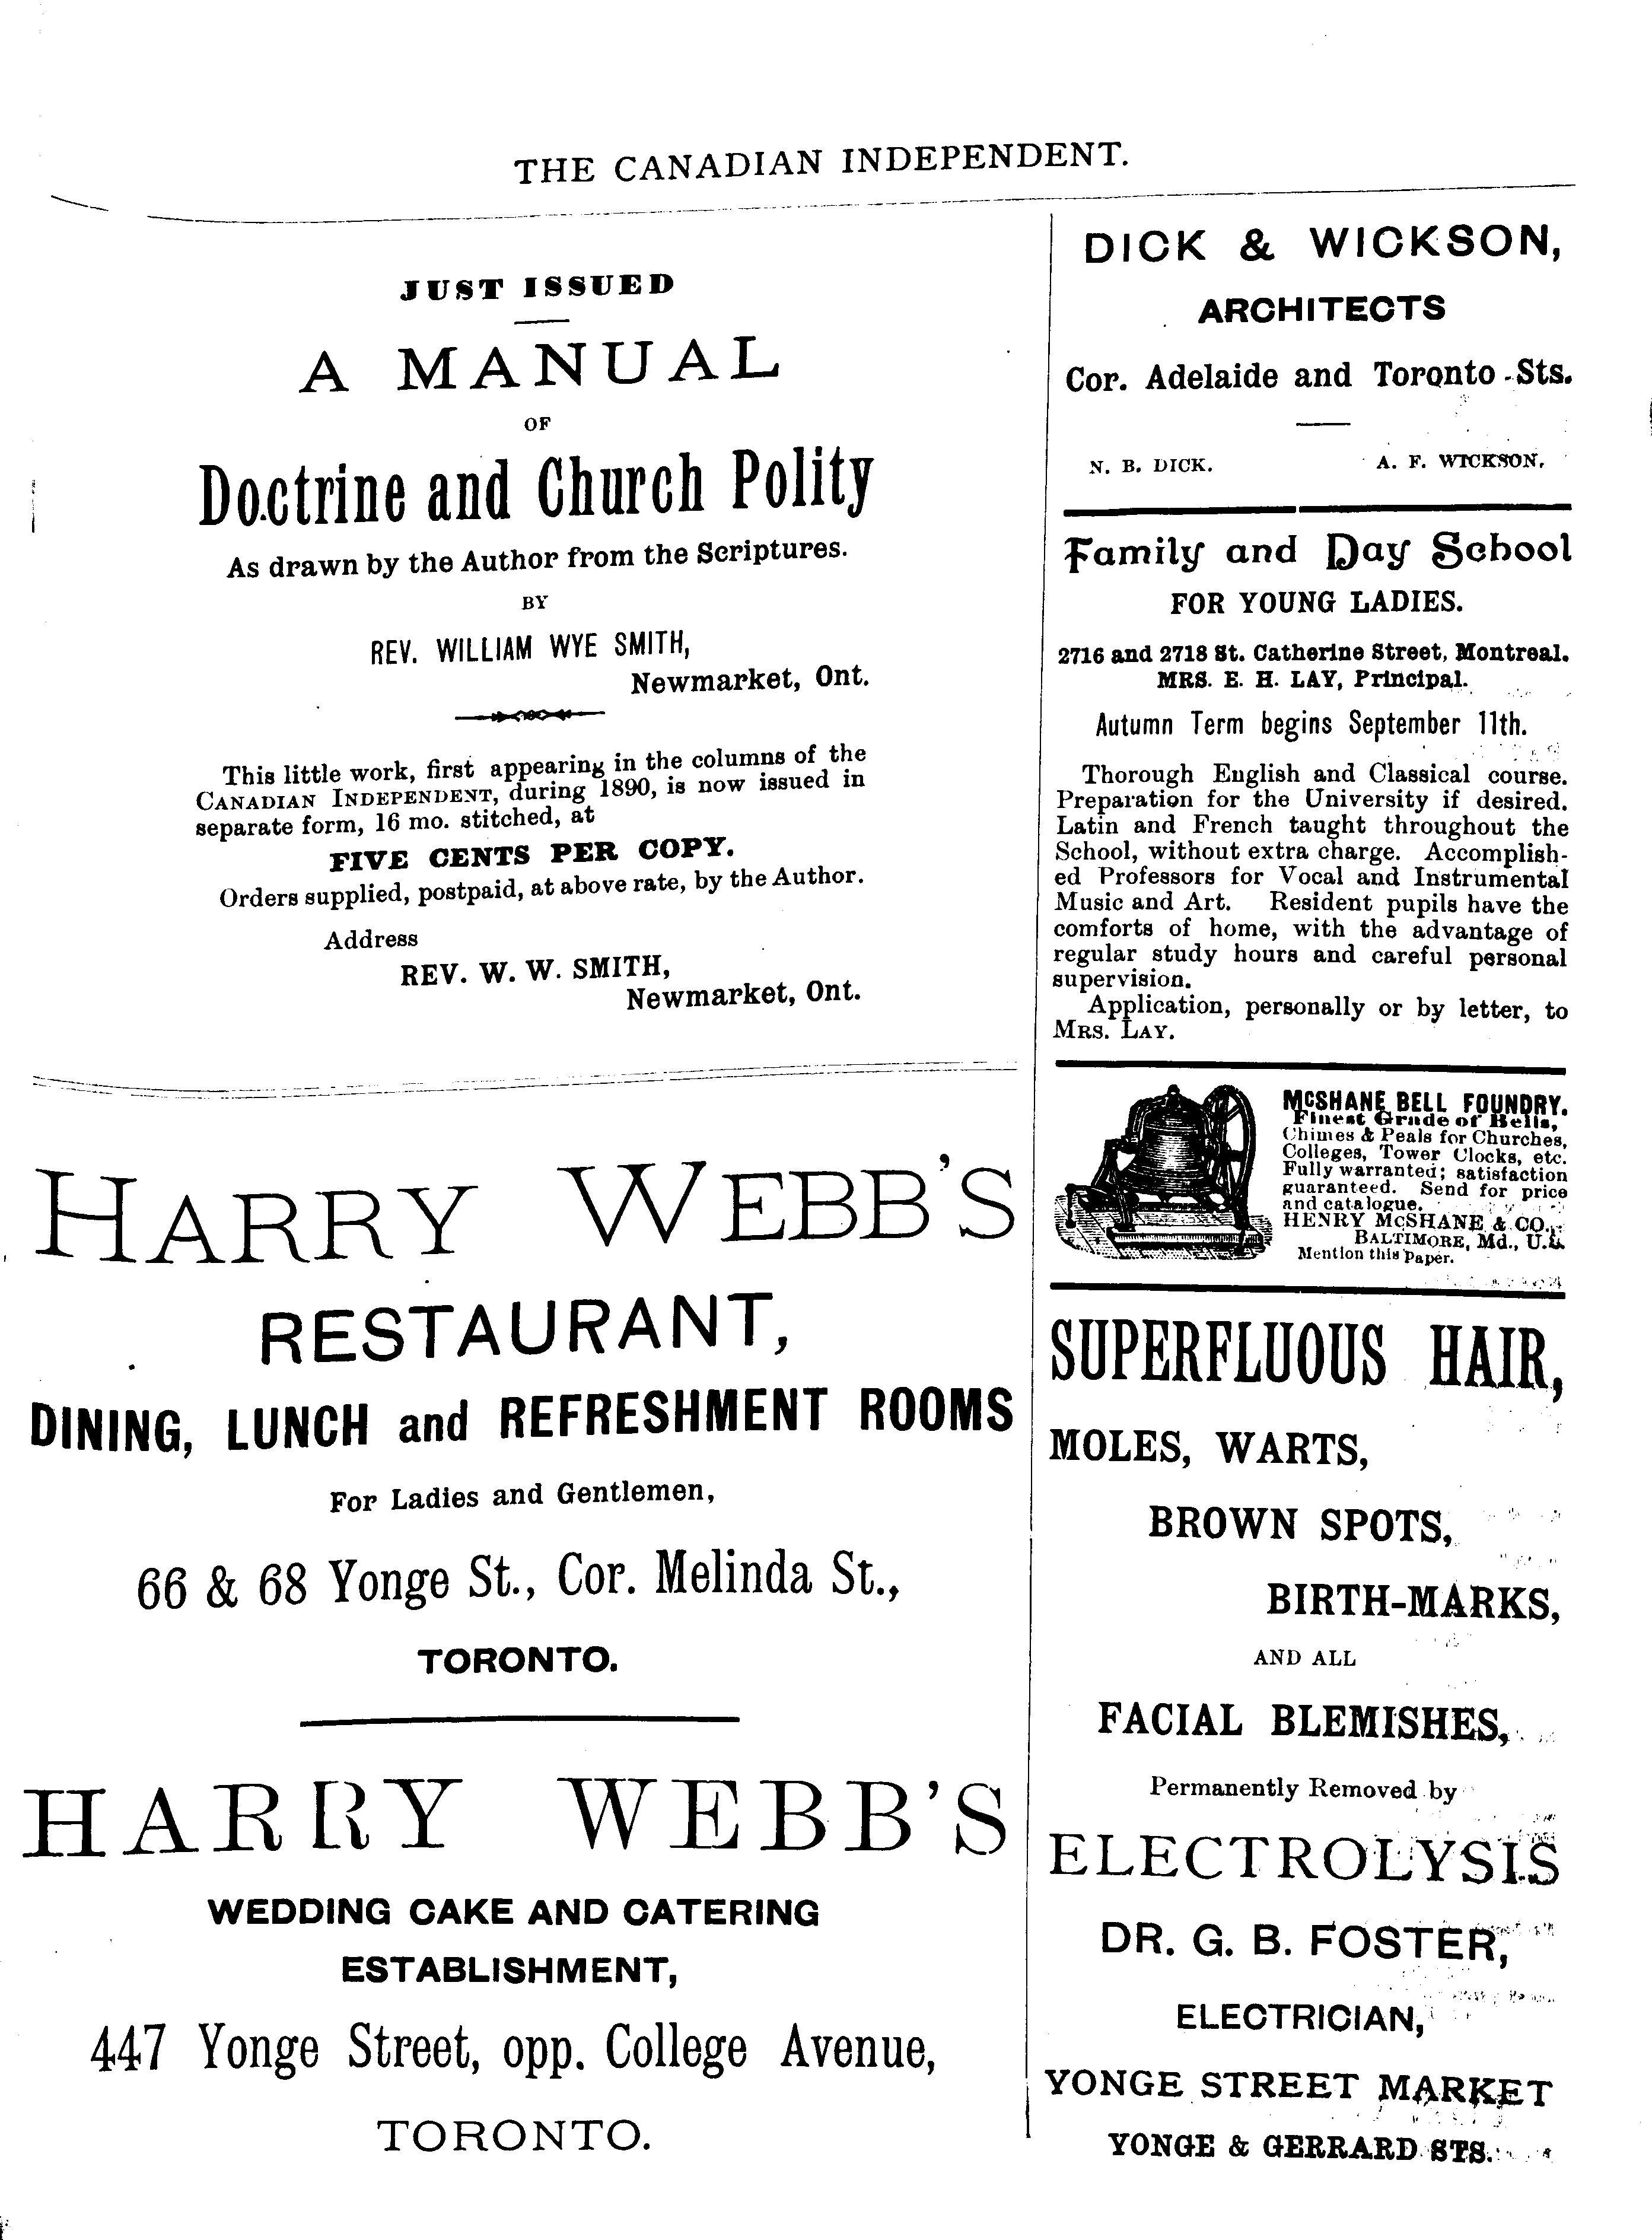 THE CANADIAN INDEPENDENT.
JUST ISSUED
A MANUAL
OF
Doctrine and Church Polity
As drawn by the Author from the Scriptures.
BY
REV. WILLIAM WYE SMITH,
Newmarket, Ont.
This little work, first appearing in the columns of the
CANADIAN INDEPENDENT, during 1890, is now issued in
separate form, 16 mo. stitched, at
FIVE CENTS PER COPY.
Orders supplied, postpaid, at above rate, by the Author.
Address
REV. W. W. SMITH,
Newmarket, Ont.
HARRY WEBB'S
RESTAURANT,
DINING, LUNCH and REFRESHMENT ROOMS
For Ladies and Gentlemen,
66 & 68 Yonge St., Cor. Melinda St.,
TORONTO.
HARRY WEBB'S
WEDDING CAKE AND CATERING
ESTABLISHMENT,
447 Yonge Street, opp. College Avenue,
TORONTO.
DICK & WICKSON,
ARCHITECTS
Cor. Adelaide and Toronto Sts.
N. B. DICK. A. F. WICKSON.
Family and Day School
FOR YOUNG LADIES.
2716 and 2718 St. Catherine Street, Montreal.
MRS. E. H. LAY, Principal.
Autumn Term begins September 11th.
Thorough English and Classical course.
Preparation for the University if desired.
Latin and French taught throughout the
School, without extra charge. Accomplish-
ed Professors for Vocal and Instrumental
Music and Art. Resident pupils have the
comforts of home, with the advantage of
regular study hours and careful personal
supervision.
Application, personally or by letter, to
MRS. LAY.
MCSHANE BELL FOUNDRY.
Finest Grade of Bells,
Chimes & Peals for Churches,
Colleges, Tower Clocks, etc.
Fully warranted; satisfaction
guaranteed. Send for price
and catalogue.
HENRY McSHANE & CO.,
BALTIMORE, Md., U.S.
Mention this paper.
SUPERFLUOUS HAIR,
MOLES, WARTS,
BROWN SPOTS,
BIRTH-MARKS,
AND ALL
FACIAL BLEMISHES,
Permanently Removed by
ELECTROLYSIS
DR. G. B. FOSTER,
ELECTRICIAN,
YONGE STREET MARKET
YONGE & GERRARD STS.